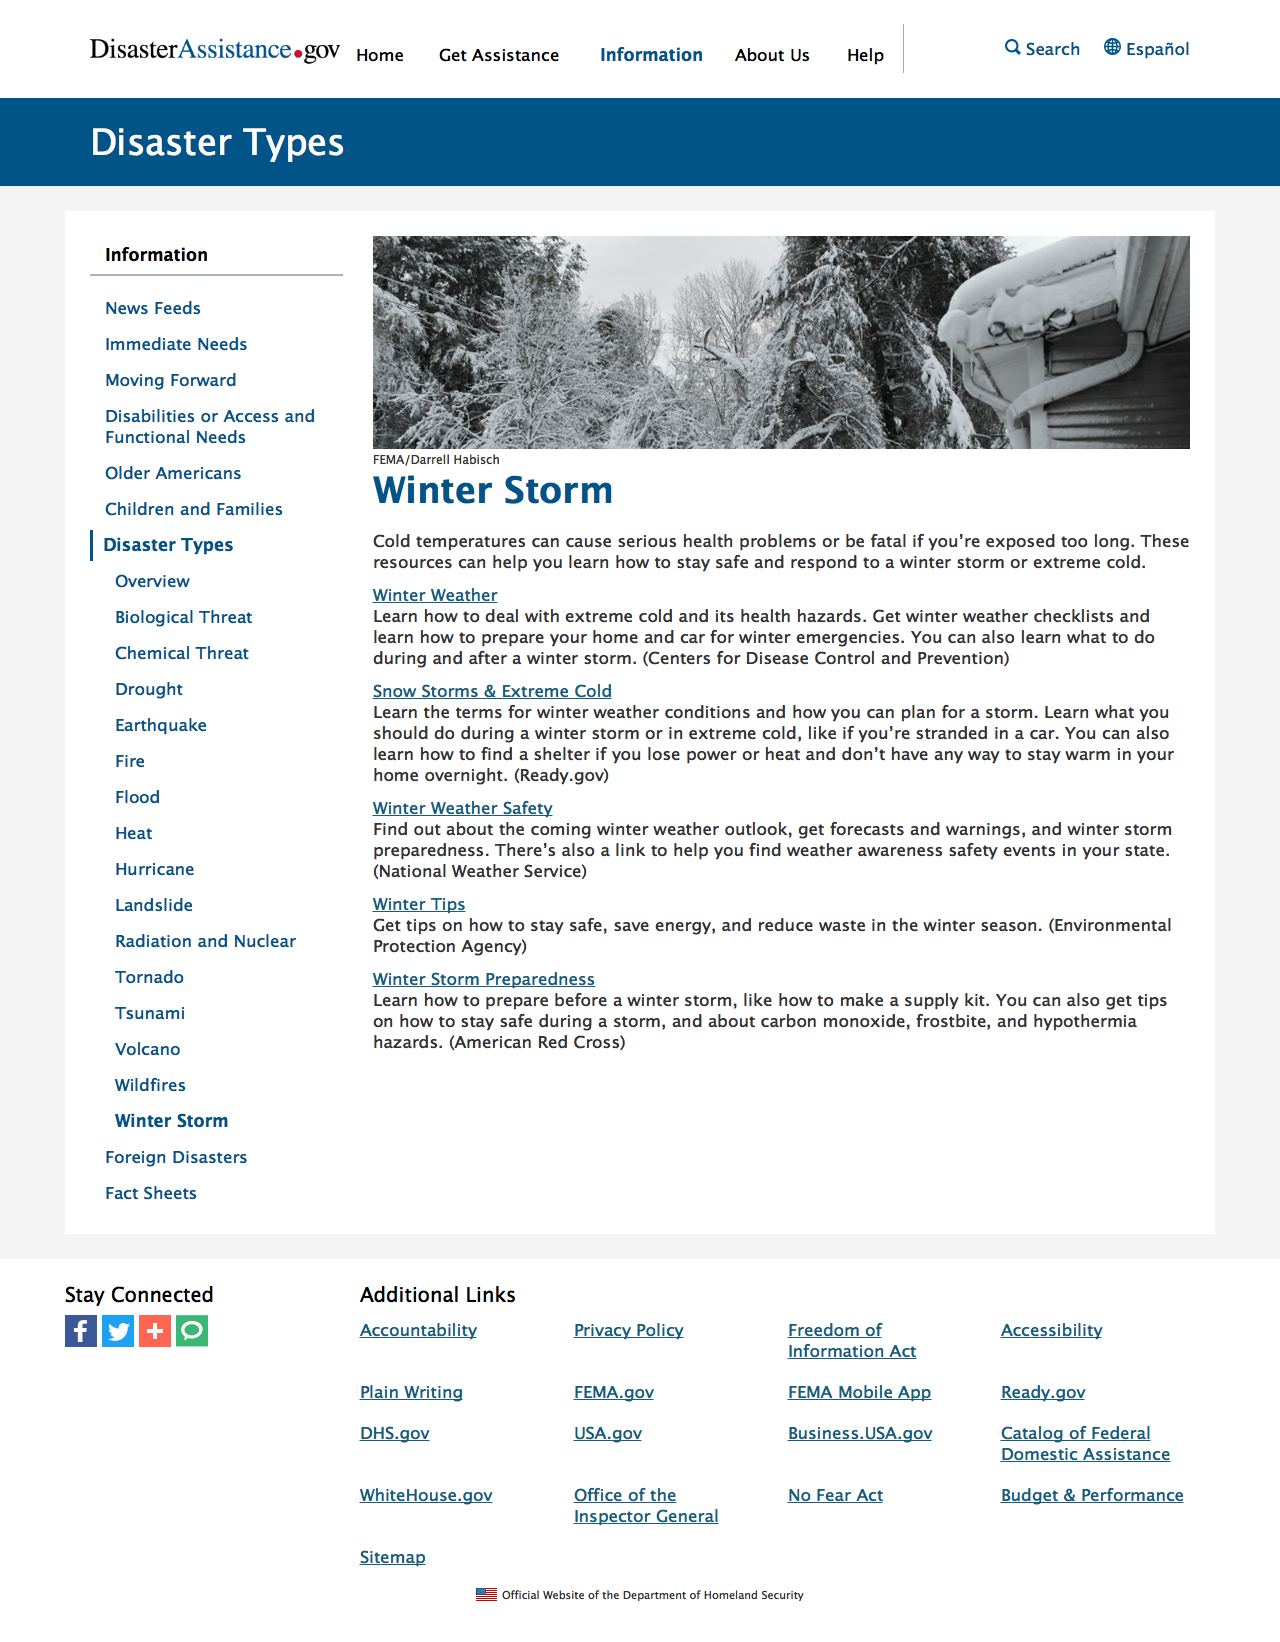 DisasterAssistance.gov Home Get Assistance Information About Us Help Search Español
Disaster Types
Information
News Feeds
Immediate Needs
Moving Forward
Disabilities or Access and
Functional Needs
Older Americans
Children and Families
Disaster Types
Overview
Biological Threat
Chemical Threat
Drought
Earthquake
Fire
Flood
Heat
Hurricane
Landslide
Radiation and Nuclear
Tornado
Tsunami
Volcano
Wildfires
Winter Storm
Foreign Disasters
Fact Sheets
FEMA/Darrell Habisch
Winter Storm
Cold temperatures can cause serious health problems or be fatal if you’re exposed too long. These
resources can help you learn how to stay safe and respond to a winter storm or extreme cold.
Winter Weather
Learn how to deal with extreme cold and its health hazards. Get winter weather checklists and
learn how to prepare your home and car for winter emergencies. You can also learn what to do
during and after a winter storm. (Centers for Disease Control and Prevention)
Snow Storms & Extreme Cold
Learn the terms for winter weather conditions and how you can plan for a storm. Learn what you
should do during a winter storm or in extreme cold, like if you’re stranded in a car. You can also
learn how to find a shelter if you lose power or heat and don’t have any way to stay warm in your
home overnight. (Ready.gov)
Winter Weather Safety
Find out about the coming winter weather outlook, get forecasts and warnings, and winter storm
preparedness. There’s also a link to help you find weather awareness safety events in your state.
(National Weather Service)
Winter Tips
Get tips on how to stay safe, save energy, and reduce waste in the winter season. (Environmental
Protection Agency)
Winter Storm Preparedness
Learn how to prepare before a winter storm, like how to make a supply kit. You can also get tips
on how to stay safe during a storm, and about carbon monoxide, frostbite, and hypothermia
hazards. (American Red Cross)
Stay Connected
Additional Links
Accountability
Privacy Policy
Freedom of
Information Act
Accessibility
Plain Writing
FEMA.gov
FEMA Mobile App
Ready.gov
DHS.gov
USA.gov
Business.USA.gov
Catalog of Federal
Domestic Assistance
WhiteHouse.gov
Office of the
Inspector General
No Fear Act
Budget & Performance
Sitemap
Official Website of the Department of Homeland Security